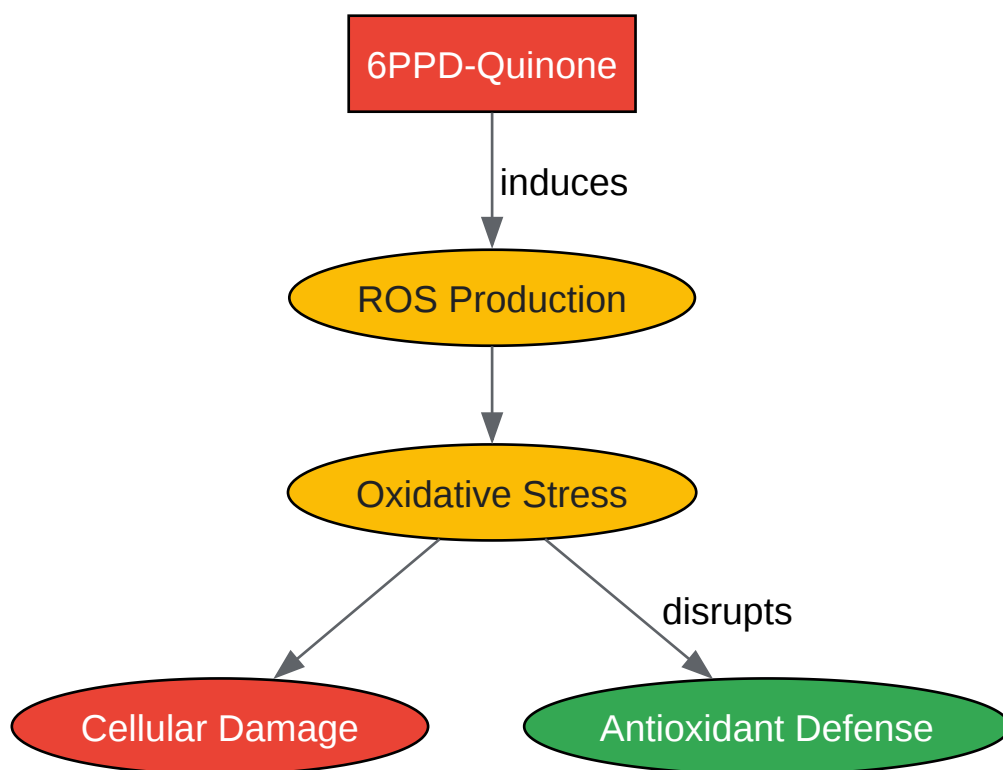 6PPD-Quinone
induces
ROS Production
Oxidative Stress
disrupts
Cellular Damage
Antioxidant Defense